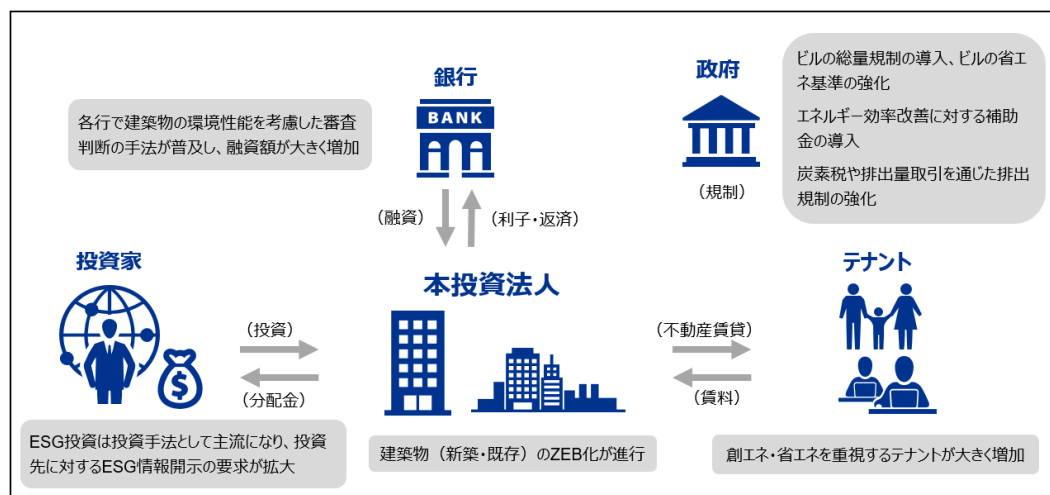 銀行
BANK
各行で建築物の環境性能を考慮した審査
判断の手法が普及し、融資額が大きく増加
政府
(規制)
ビルの総量規制の導入、ビルの省エ
ネ基準の強化
エネルギー効率改善に対する補助
金の導入
炭素税や排出量取引を通じた排出
規制の強化
(融資)
(利子・返済)
投資家
$
(投資)
(分配金)
ESG投資は投資手法として主流になり、投資
先に対するESG情報開示の要求が拡大
本投資法人
建築物(新築・既存)のZEB化が進行
(不動産賃貸)
(賃料)
テナント
創エネ・省エネを重視するテナントが大きく増加